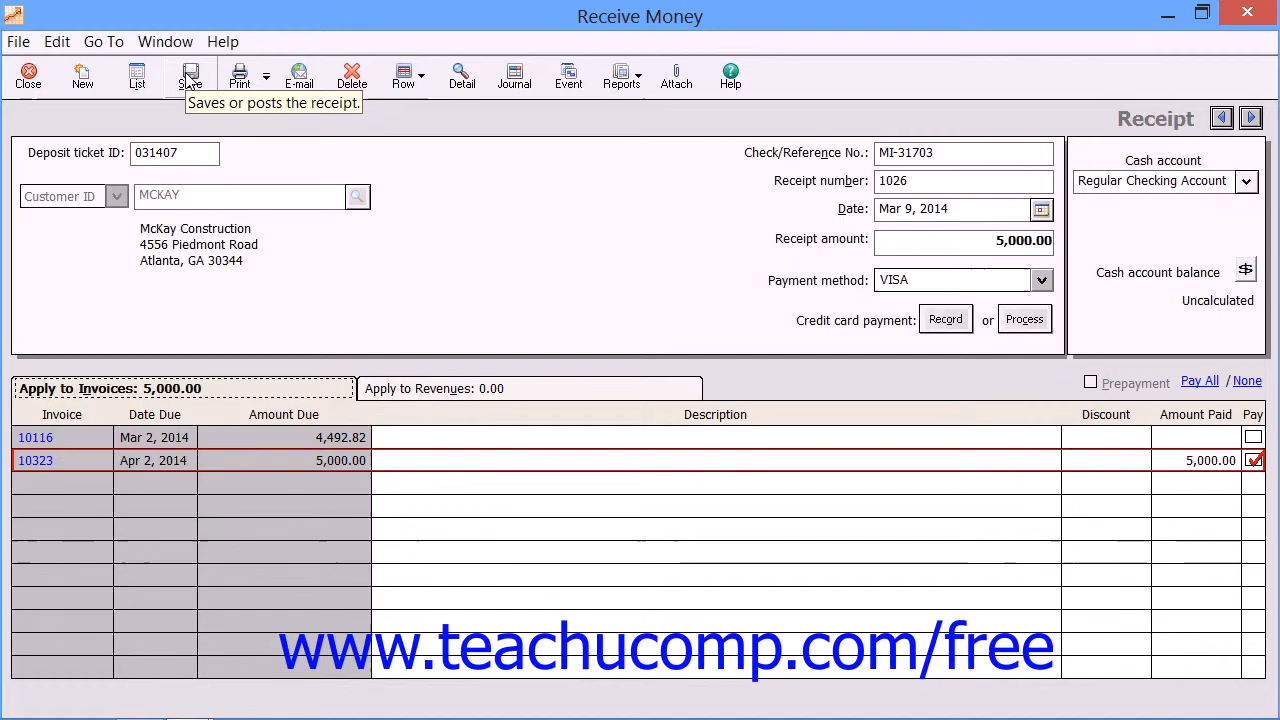 Receive Money
File Edit Go To Window Help
Close New List Save Print E-mail Delete Row Detail Journal Event Reports Attach Help
Saves or posts the receipt.
Receipt
Deposit ticket ID: 031407
Customer ID MCKAY
McKay Construction
4556 Piedmont Road
Atlanta, GA 30344
Check/Reference No.: MI-31703
Receipt number: 1026
Date: Mar 9, 2014
Receipt amount: 5,000.00
Payment method: VISA
Credit card payment: Record or Process
Cash account
Regular Checking Account
Cash account balance
Uncalculated
Apply to Invoices: 5,000.00 Apply to Revenues: 0.00 Prepayment Pay All / None
Invoice Date Due Amount Due Description Discount Amount Paid Pay
10116 Mar 2, 2014 4,492.82
10323 Apr 2, 2014 5,000.00 5,000.00
www.teachucomp.com/free